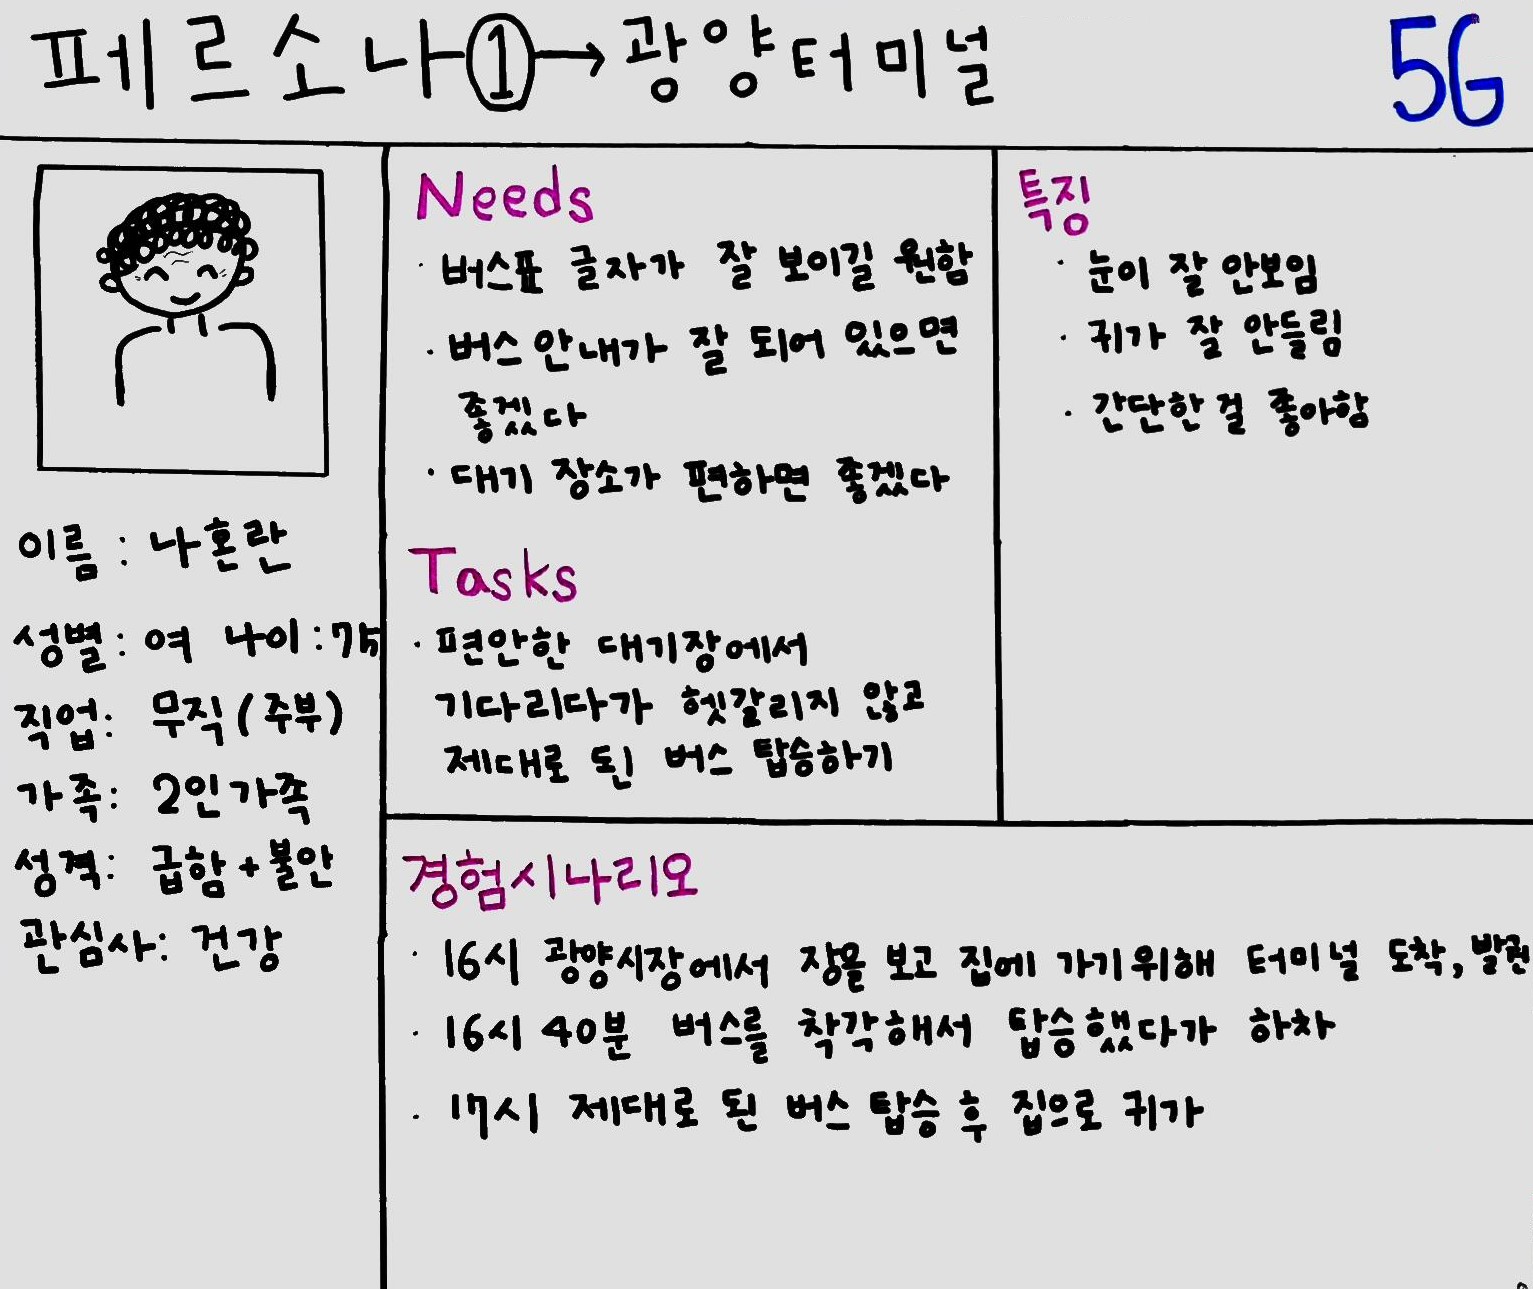 페르소나①→광양터미널
5G
이름 : 나혼란
성별 : 여 나이 : 75
직업: 무직(주부)
가족: 2인가족
성격: 급함+불안
관심사: 건강
Needs
· 버스표 글자가 잘 보이길 원함
· 버스안내가 잘 되어 있으면
좋겠다
· 대기 장소가 편하면 좋겠다
Tasks
· 편안한 대기장에서
기다리다가 헷갈리지 않고
제대로 된 버스 탑승하기
특징
· 눈이 잘 안보임
· 귀가 잘 안들림
· 간단한걸 좋아함
경험시나리오
· 16시 광양시장에서 장을 보고 집에 가기위해 터미널 도착, 발권
· 16시 40분 버스를 착각해서 탑승했다가 하차
· 17시 제대로 된 버스 탑승 후 집으로 귀가